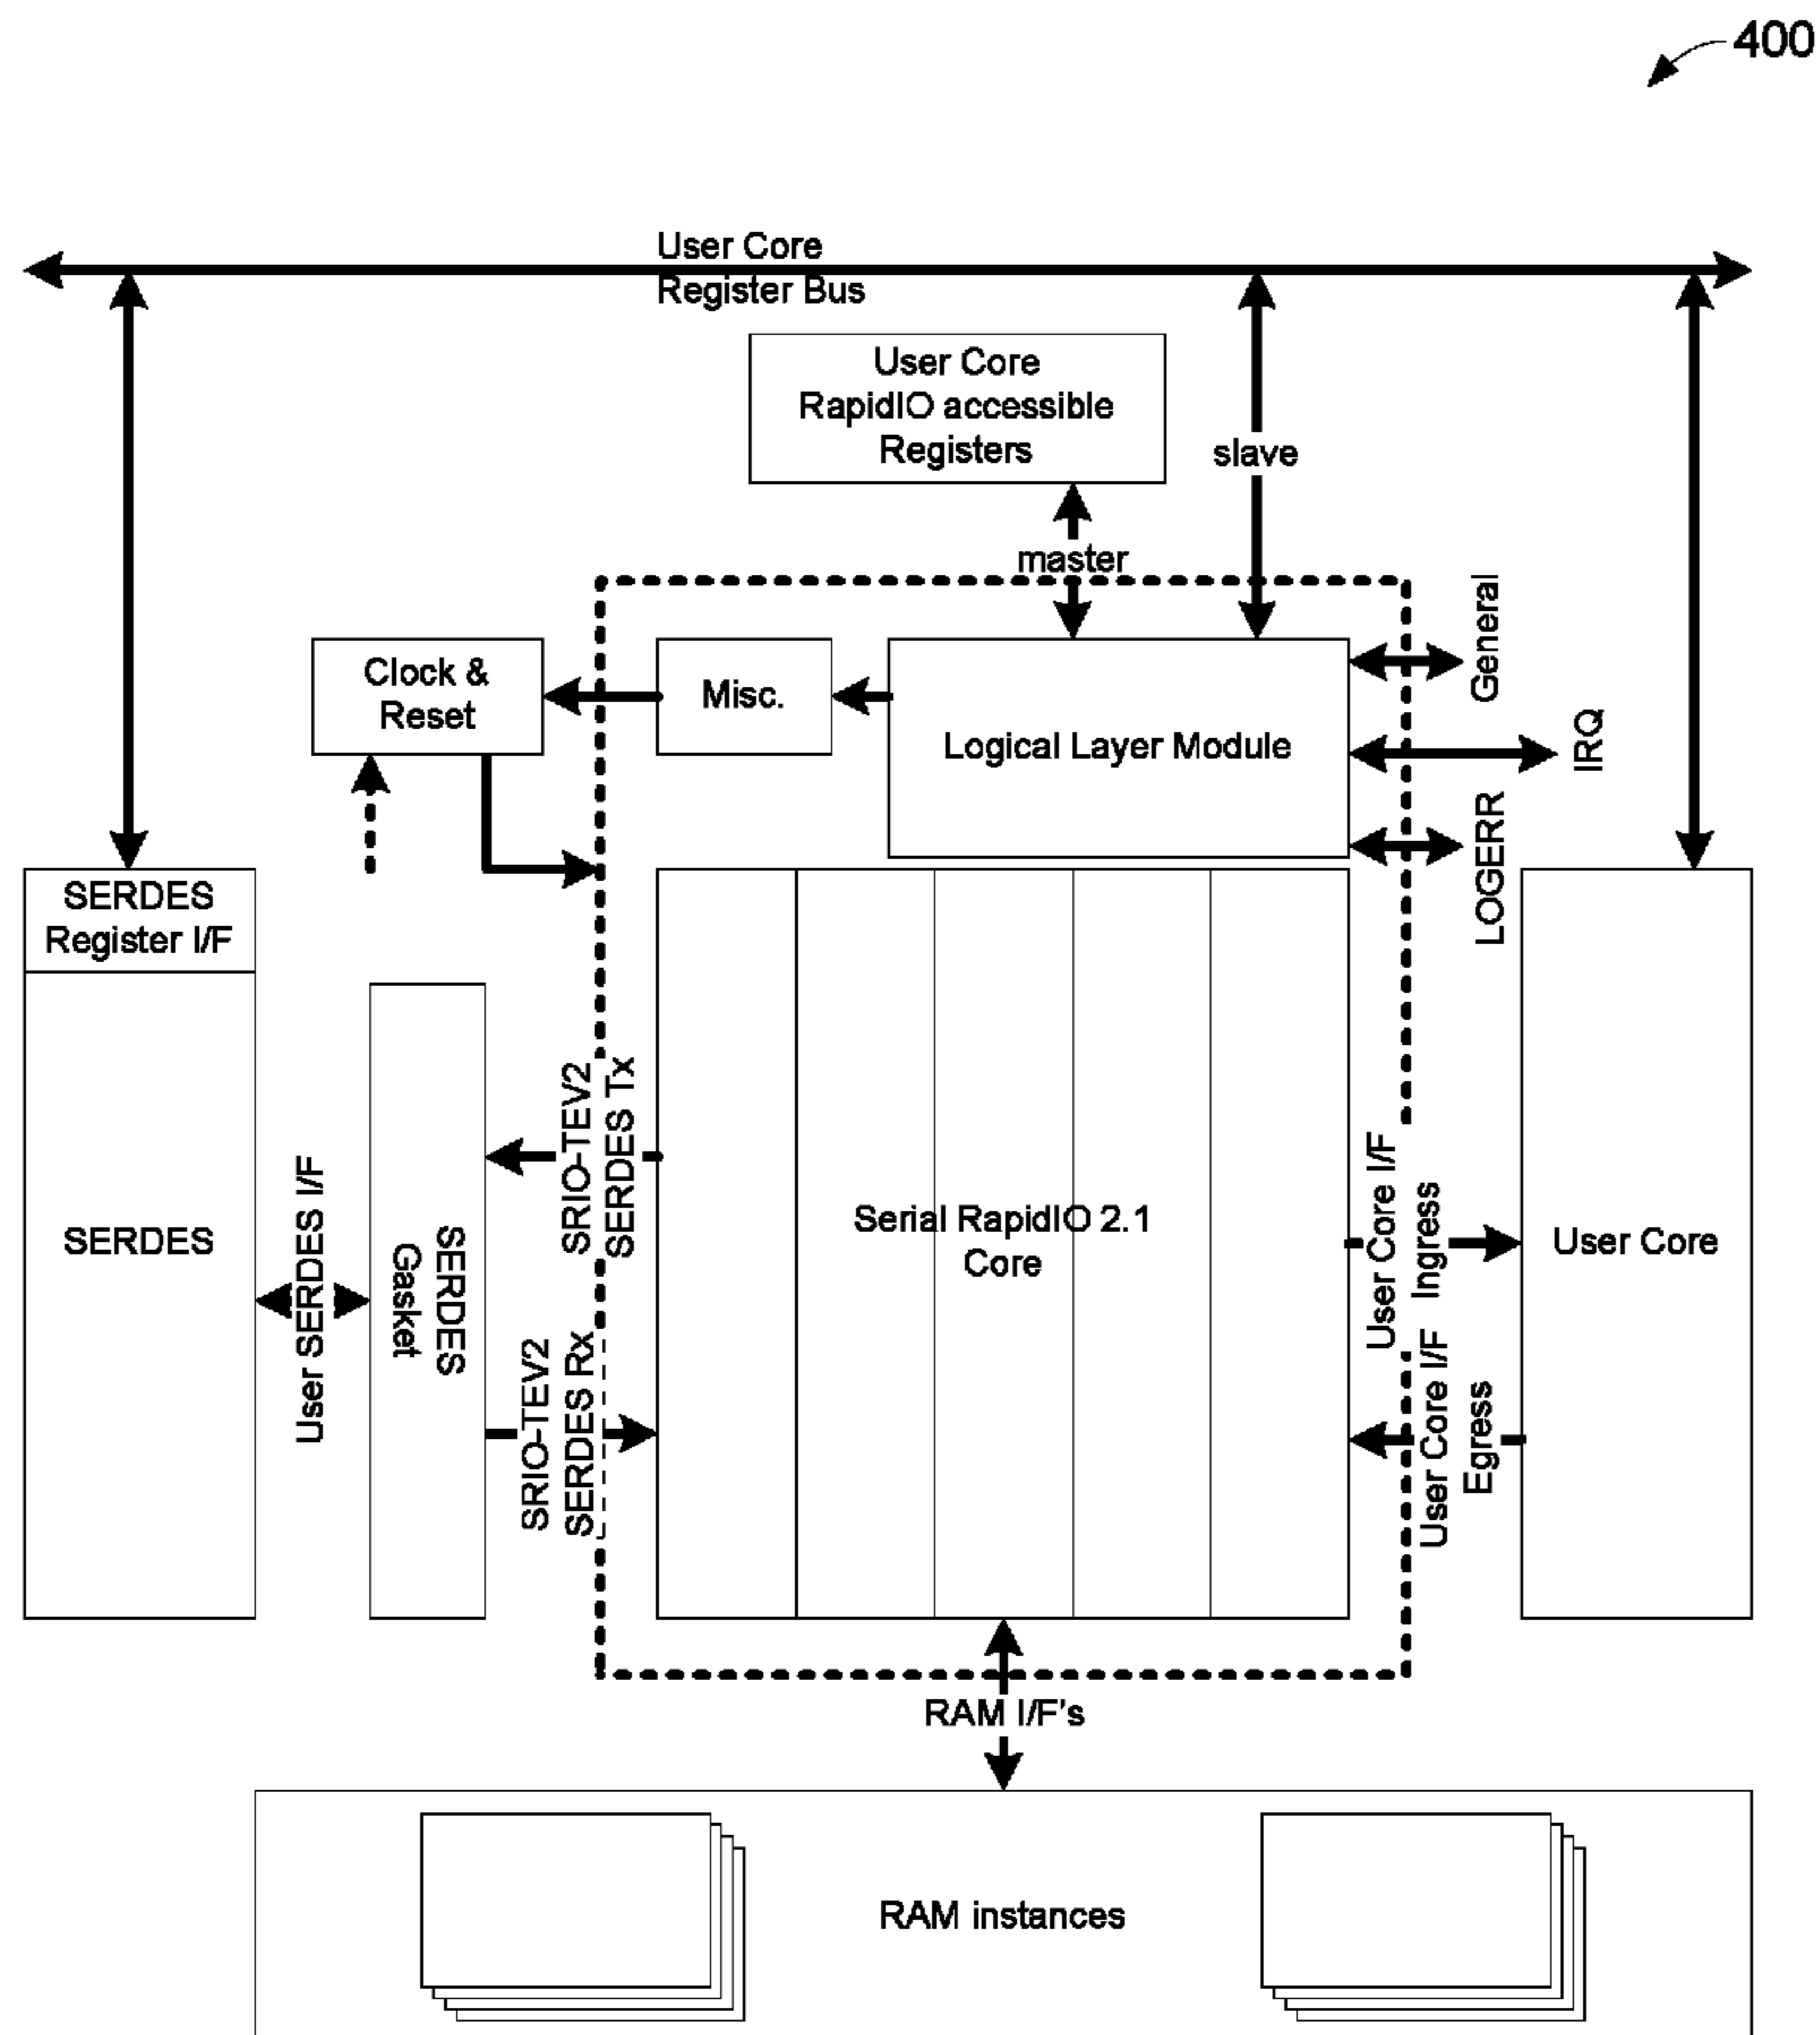 400
User Core
Register Bus
User Core
RapidIO accessible
Registers
slave
master
General
Clock &
Reset
Misc.
Logical Layer Module
IRQ
LOGERR
SERDES
Register I/F
SRIO-TEV2
SERDES Tx
User Core I/F
Ingress
SERDES
User SERDES I/F
SERDES
Gasket
Serial RapidIO 2.1
Core
User Core
SRIO-TEV2
SERDES Rx
User Core I/F
Egress
RAM I/F's
RAM instances